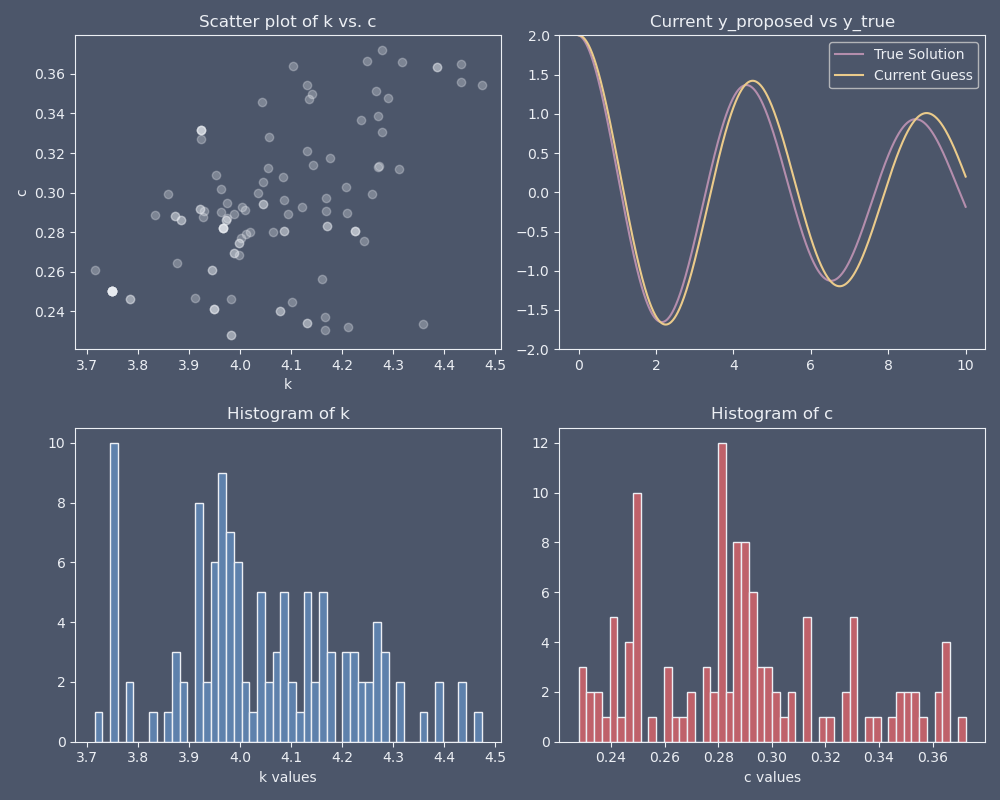 Scatter plot of k vs. c
c
0.36
0.34
0.32
0.30
0.28
0.26
0.24
3.7 3.8 3.9 4.0 4.1 4.2 4.3 4.4 4.5
k
Current y_proposed vs y_true
True Solution
Current Guess
2.0
1.5
1.0
0.5
0.0
−0.5
−1.0
−1.5
−2.0
0 2 4 6 8 10
Histogram of k
10
8
6
4
2
0
3.7 3.8 3.9 4.0 4.1 4.2 4.3 4.4 4.5
k values
Histogram of c
12
10
8
6
4
2
0
0.24 0.26 0.28 0.30 0.32 0.34 0.36
c values